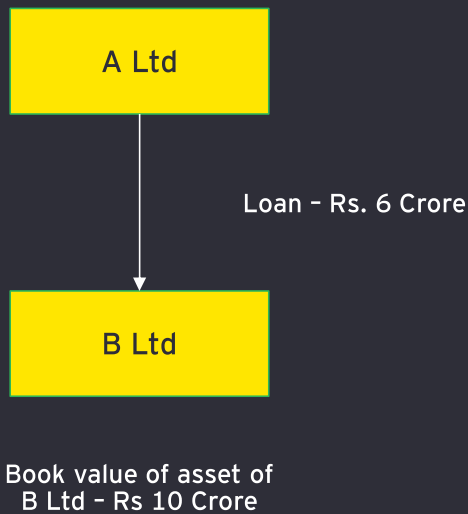 A Ltd
Loan – Rs. 6 Crore
B Ltd
Book value of asset of
B Ltd – Rs 10 Crore